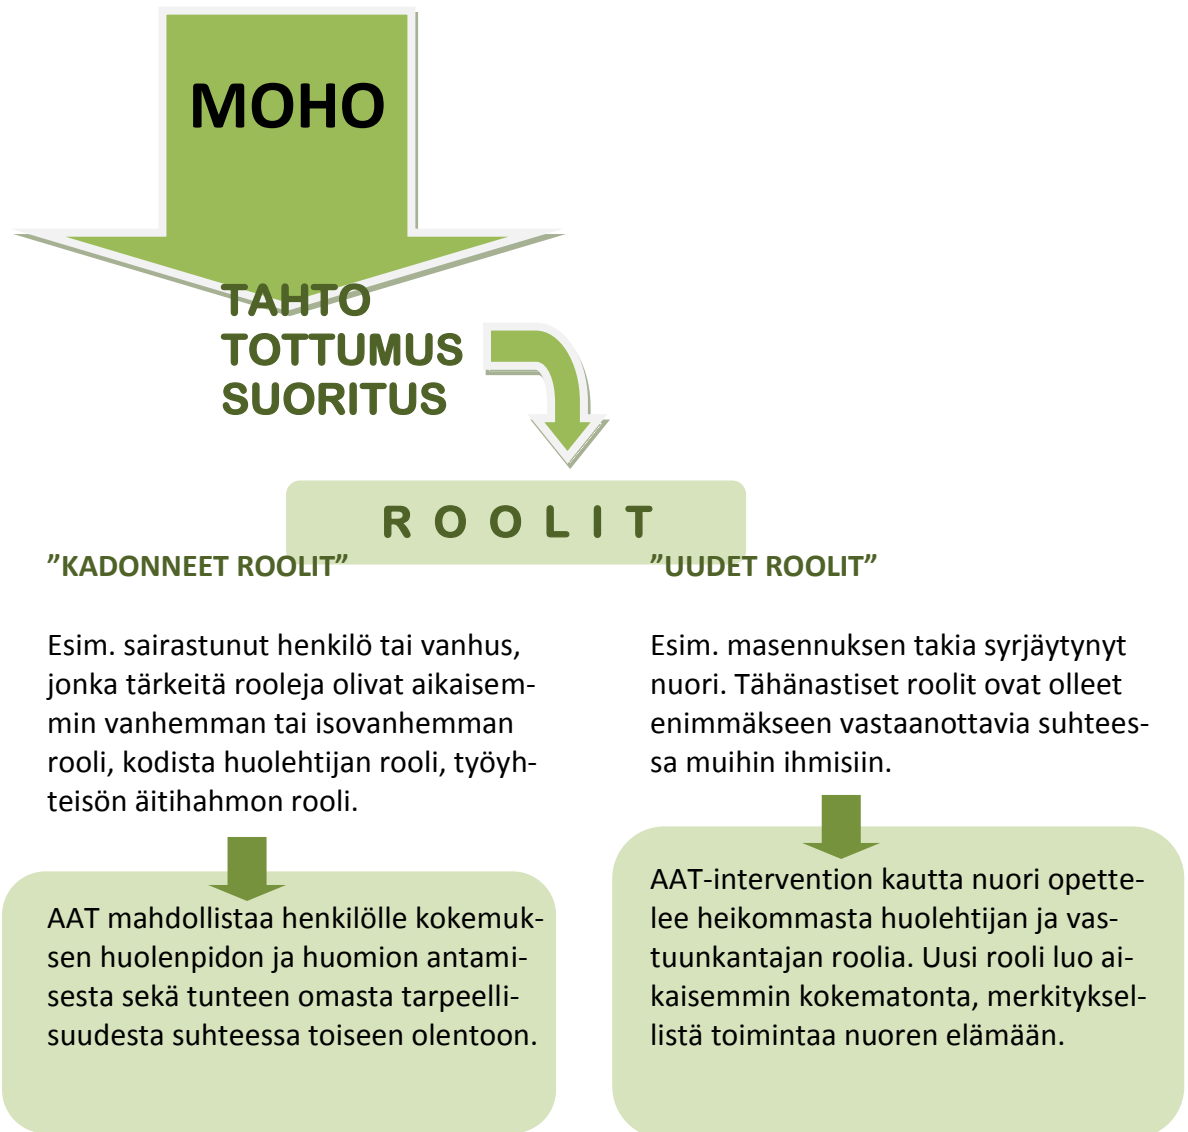 MOHO
TAHTO
TOTTUMUS
SUORITUS
R O O L I T
”KADONNEET ROOLIT”
Esim. sairastunut henkilö tai vanhus,
jonka tärkeitä rooleja olivat aikaisem-
min vanhemman tai isovanhemman
rooli, kodista huolehtijan rooli, työyh-
teisön äitihahmon rooli.
AAT mahdollistaa henkilölle kokemuk-
sen huolenpidon ja huomion antami-
sesta sekä tunteen omasta tarpeelli-
suudesta suhteessa toiseen olentoon.
”UUDET ROOLIT”
Esim. masennuksen takia syrjäytynyt
nuori. Tähänastiset roolit ovat olleet
enimmäkseen vastaanottavia suhtees-
sa muihin ihmisiin.
AAT-intervention kautta nuori opette-
lee heikommasta huolehtijan ja vas-
tuunkantajan roolia. Uusi rooli luo ai-
kaisemmin kokematonta, merkityksel-
listä toimintaa nuoren elämään.